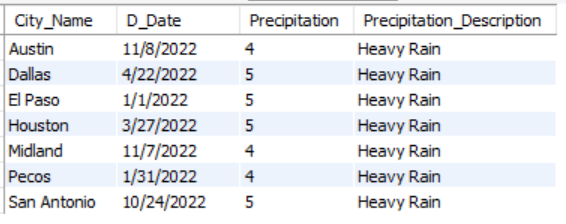 City_Name D_Date Precipitation Precipitation_Description
Austin 11/8/2022 4 Heavy Rain
Dallas 4/22/2022 5 Heavy Rain
El Paso 1/1/2022 5 Heavy Rain
Houston 3/27/2022 5 Heavy Rain
Midland 11/7/2022 4 Heavy Rain
Pecos 1/31/2022 4 Heavy Rain
San Antonio 10/24/2022 5 Heavy Rain